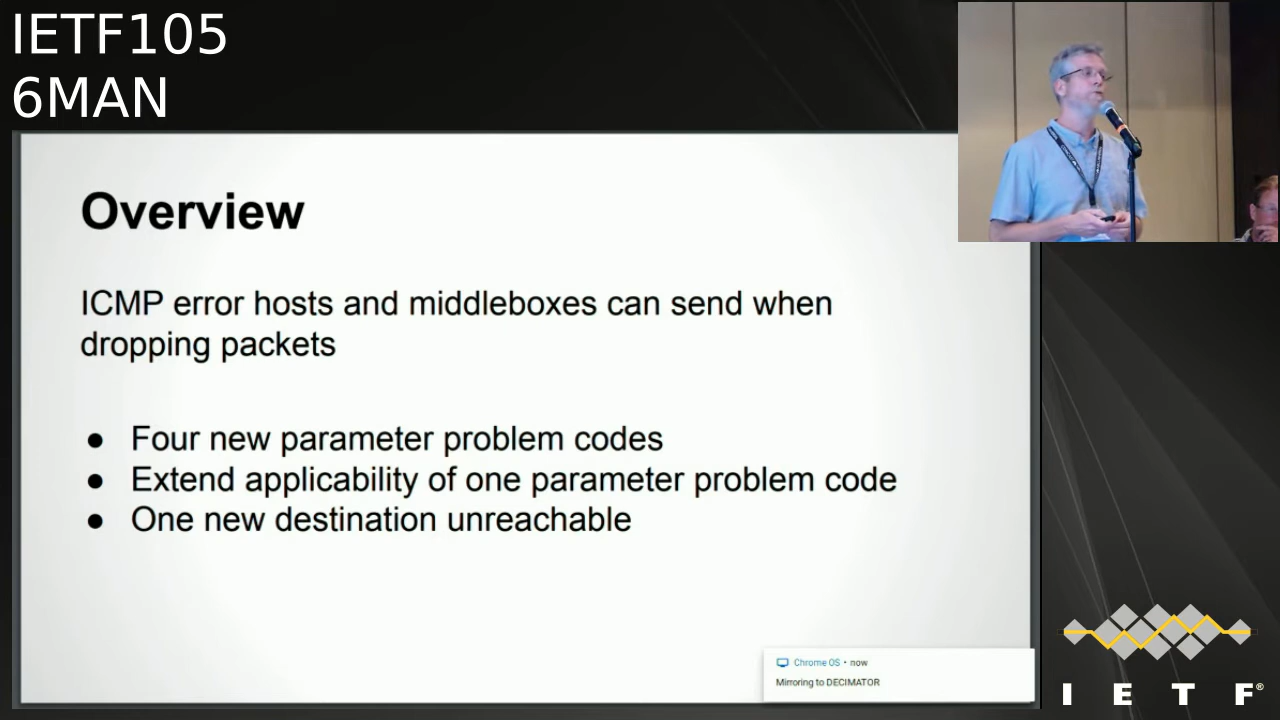 IETF105
6MAN
Overview
ICMP error hosts and middleboxes can send when
dropping packets
● Four new parameter problem codes
● Extend applicability of one parameter problem code
● One new destination unreachable
Chrome OS • now
Mirroring to DECIMATOR
I E T F®